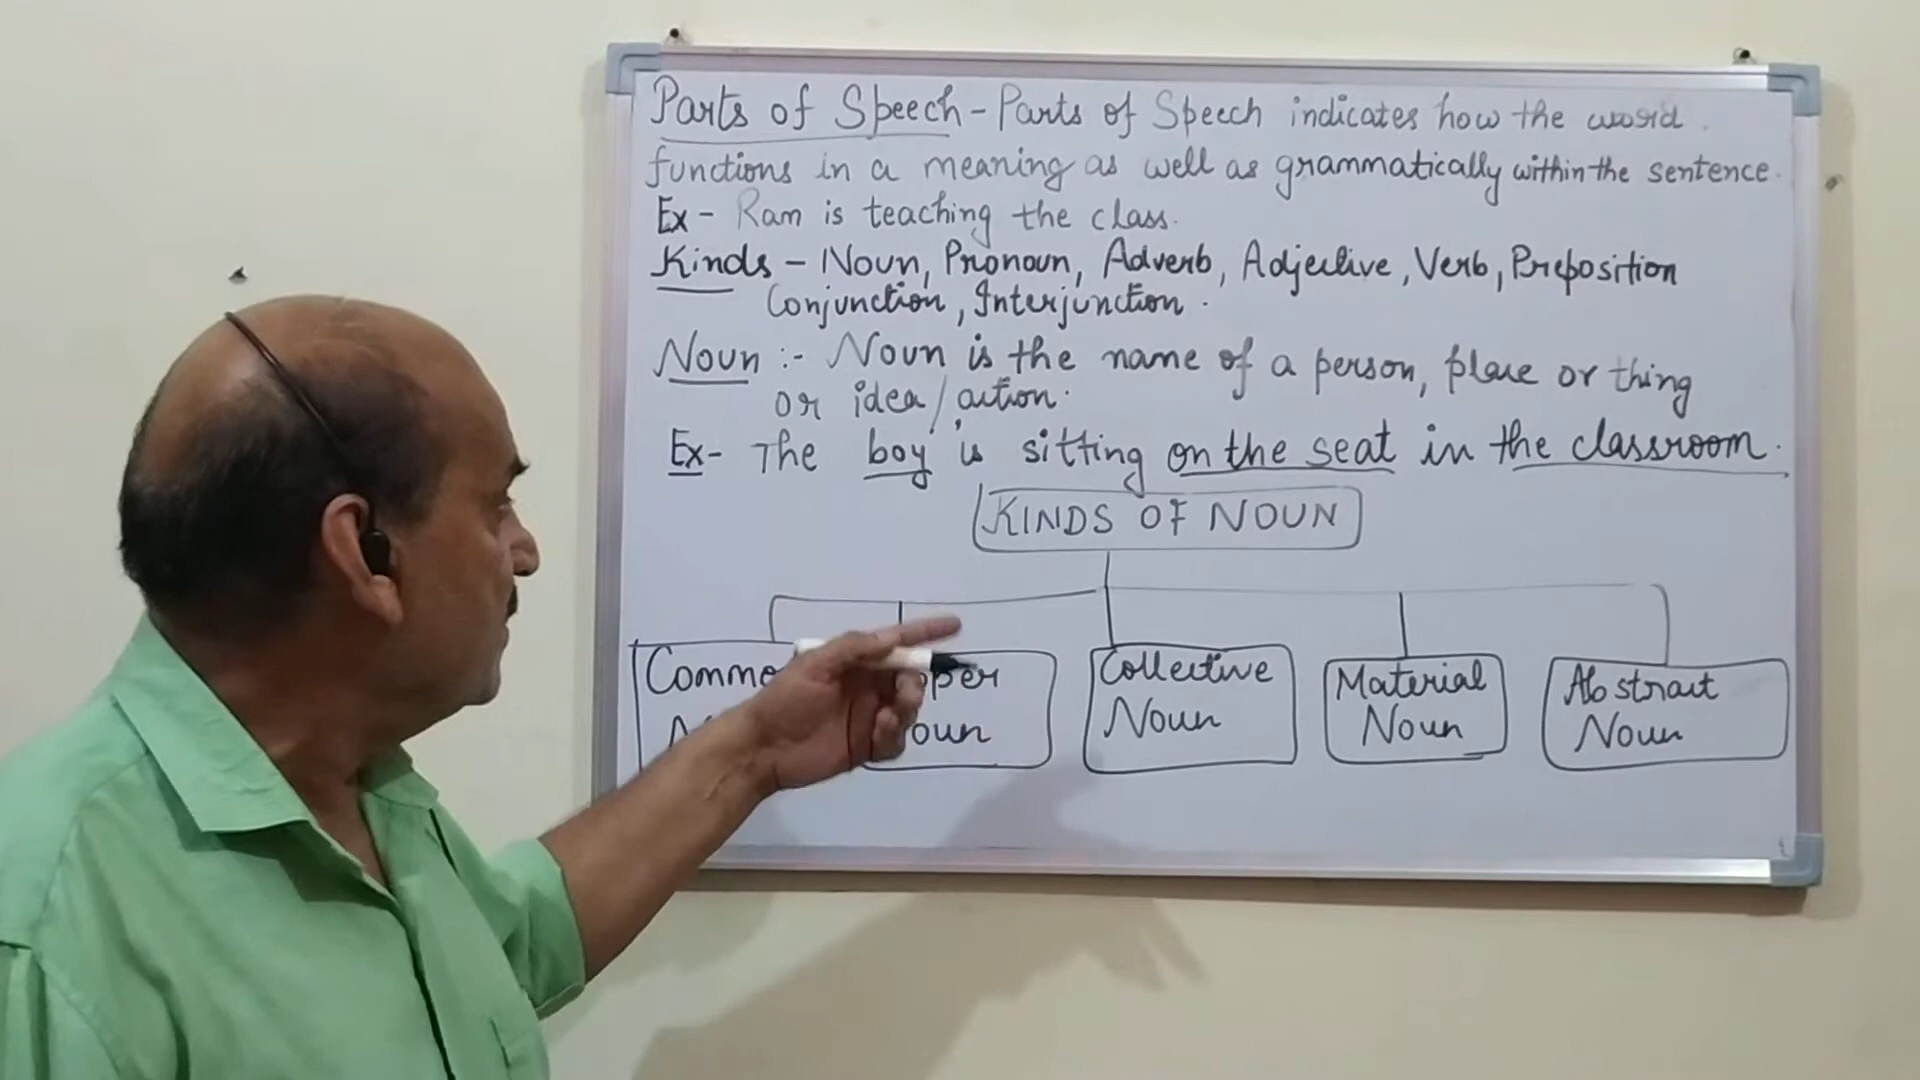 Parts of Speech - Parts of Speech indicates how the word.
functions in a meaning as well as grammatically within the sentence.
Ex - Ram is teaching the class.
Kinds - Noun, Pronoun, Adverb, Adjective, Verb, Preposition
Conjunction, Interjunction.
Noun :- Noun is the name of a person, place or thing
or idea/action.
Ex - The boy is sitting on the seat in the classroom.
KINDS OF NOUN
Collective
Noun
Material
Noun
Abstract
Noun